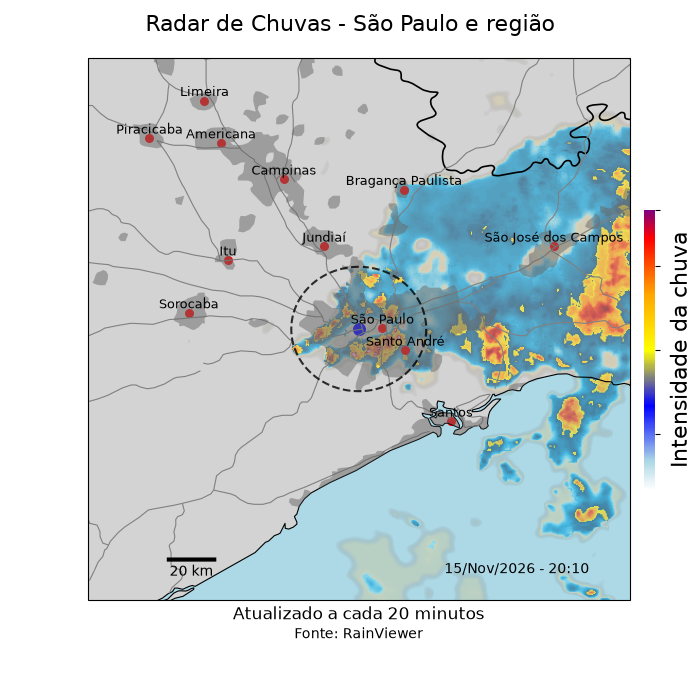 Radar de Chuvas - São Paulo e região
Limeira
Piracicaba
Americana
Campinas
Bragança Paulista
Jundiaí
São José dos Campos
Itu
Sorocaba
São Paulo
Santo André
Santos
Intensidade da chuva
20 km
15/Nov/2026 - 20:10
Atualizado a cada 20 minutos
Fonte: RainViewer